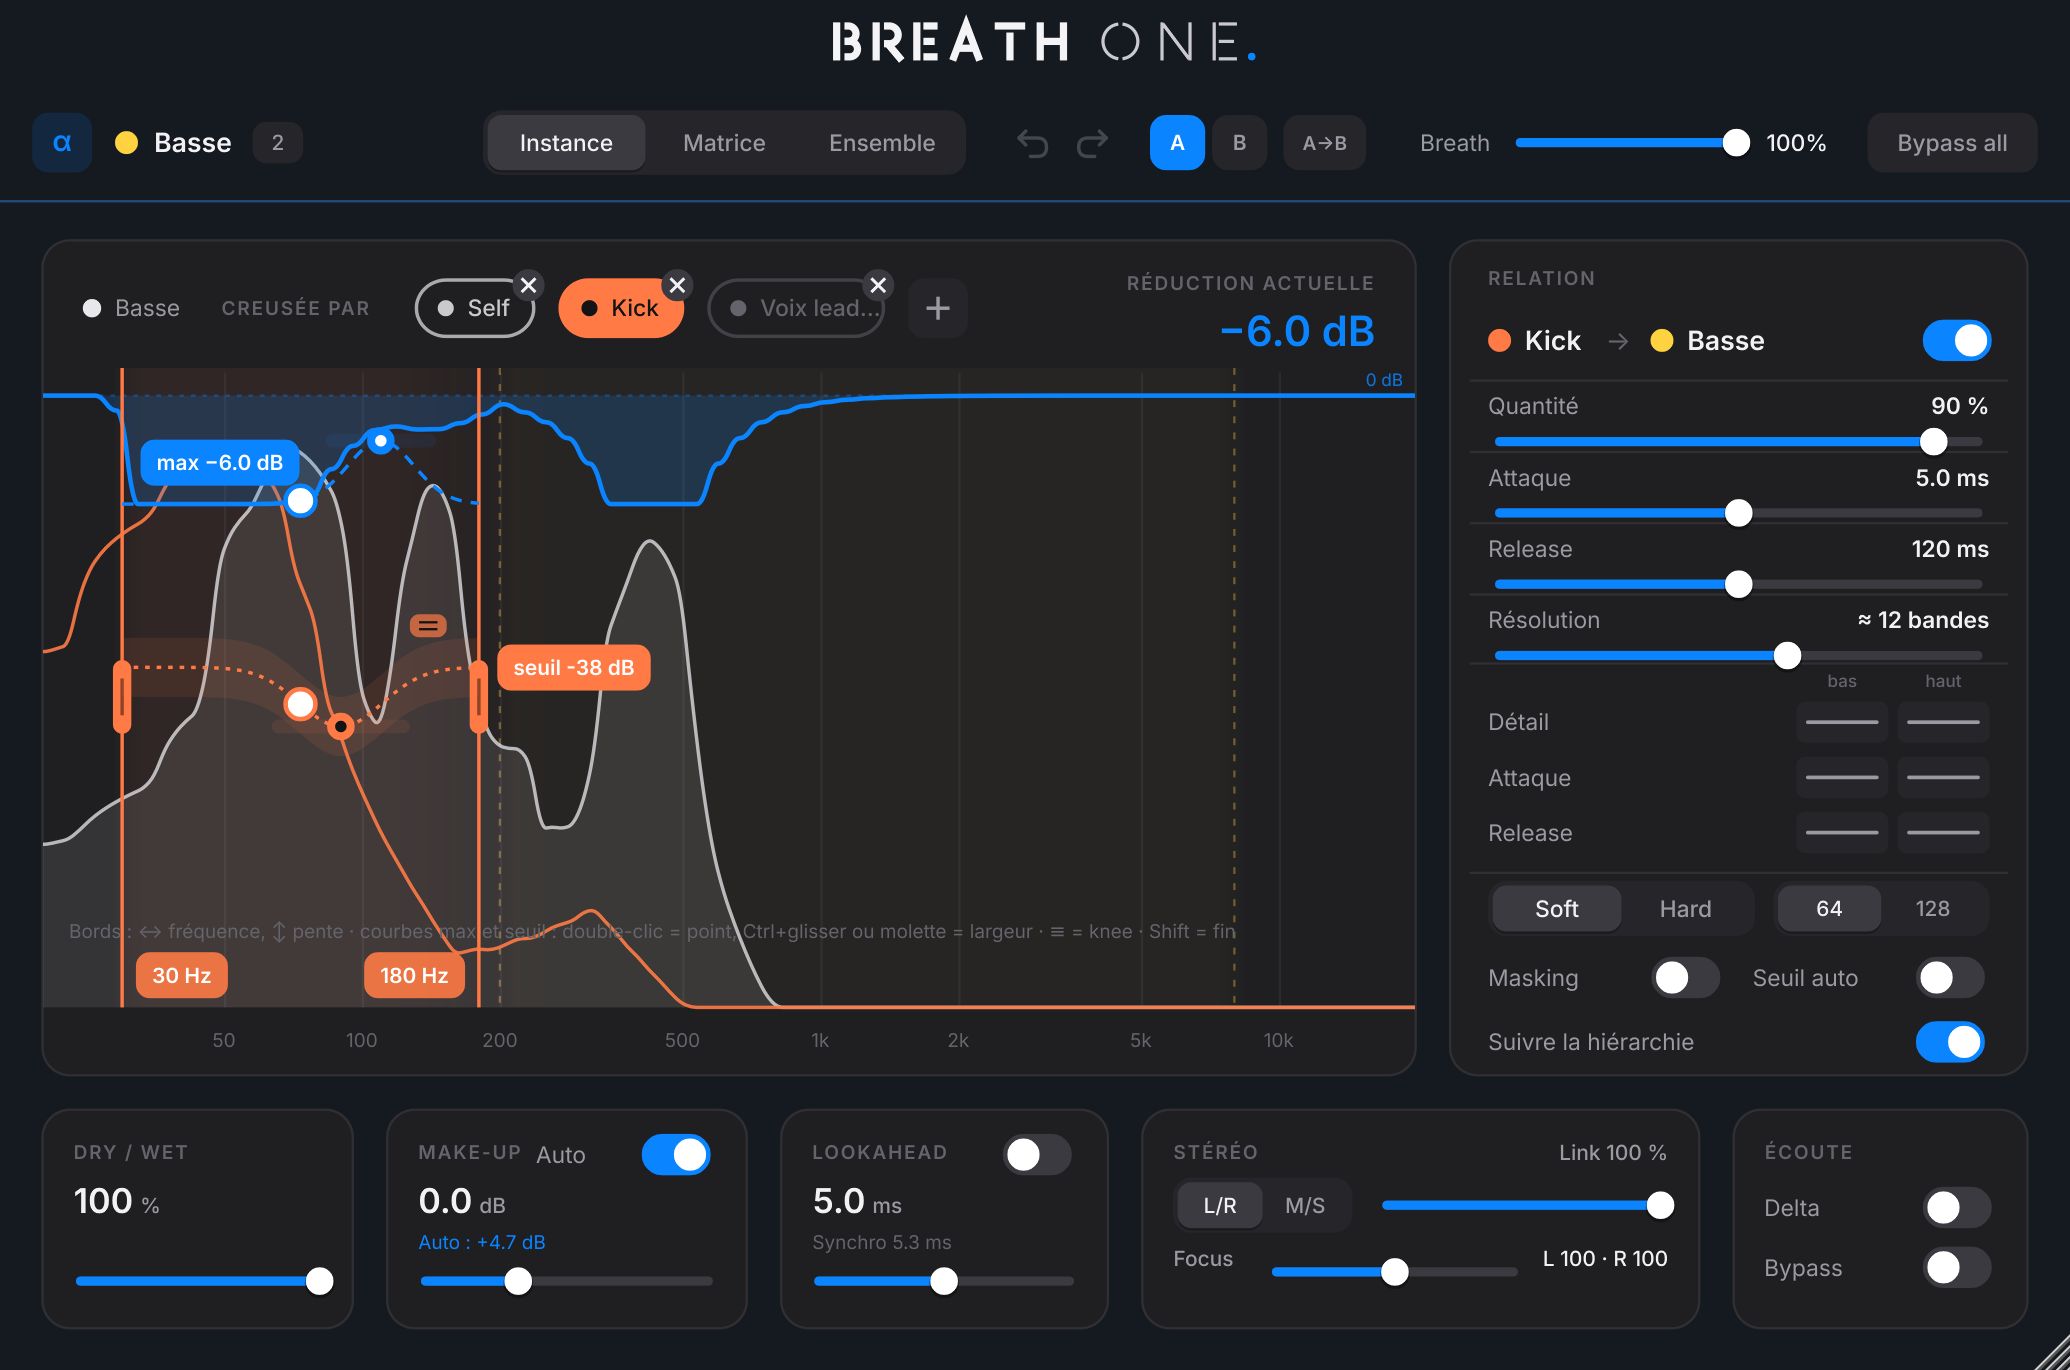 BREATH ONE.
α Basse 2 Instance Matrice Ensemble A B A→B Breath 100% Bypass all
Basse CREUSÉE PAR Self Kick Voix lead...
RÉDUCTION ACTUELLE
−6.0 dB
0 dB
max −6.0 dB
seuil -38 dB
Bords : ↔ fréquence, ↕ pente · courbes max et seuil : double-clic = point, Ctrl+glisser ou molette = largeur · ≡ = knee · Shift = fin
30 Hz 180 Hz
50 100 200 500 1k 2k 5k 10k
RELATION
Kick → Basse
Quantité 90 %
Attaque 5.0 ms
Release 120 ms
Résolution ≈ 12 bandes
bas haut
Détail
Attaque
Release
Soft Hard 64 128
Masking Seuil auto
Suivre la hiérarchie
DRY / WET
100 %
MAKE-UP Auto
0.0 dB
Auto : +4.7 dB
LOOKAHEAD
5.0 ms
Synchro 5.3 ms
STÉRÉO Link 100 %
L/R M/S
Focus L 100 · R 100
ÉCOUTE
Delta
Bypass